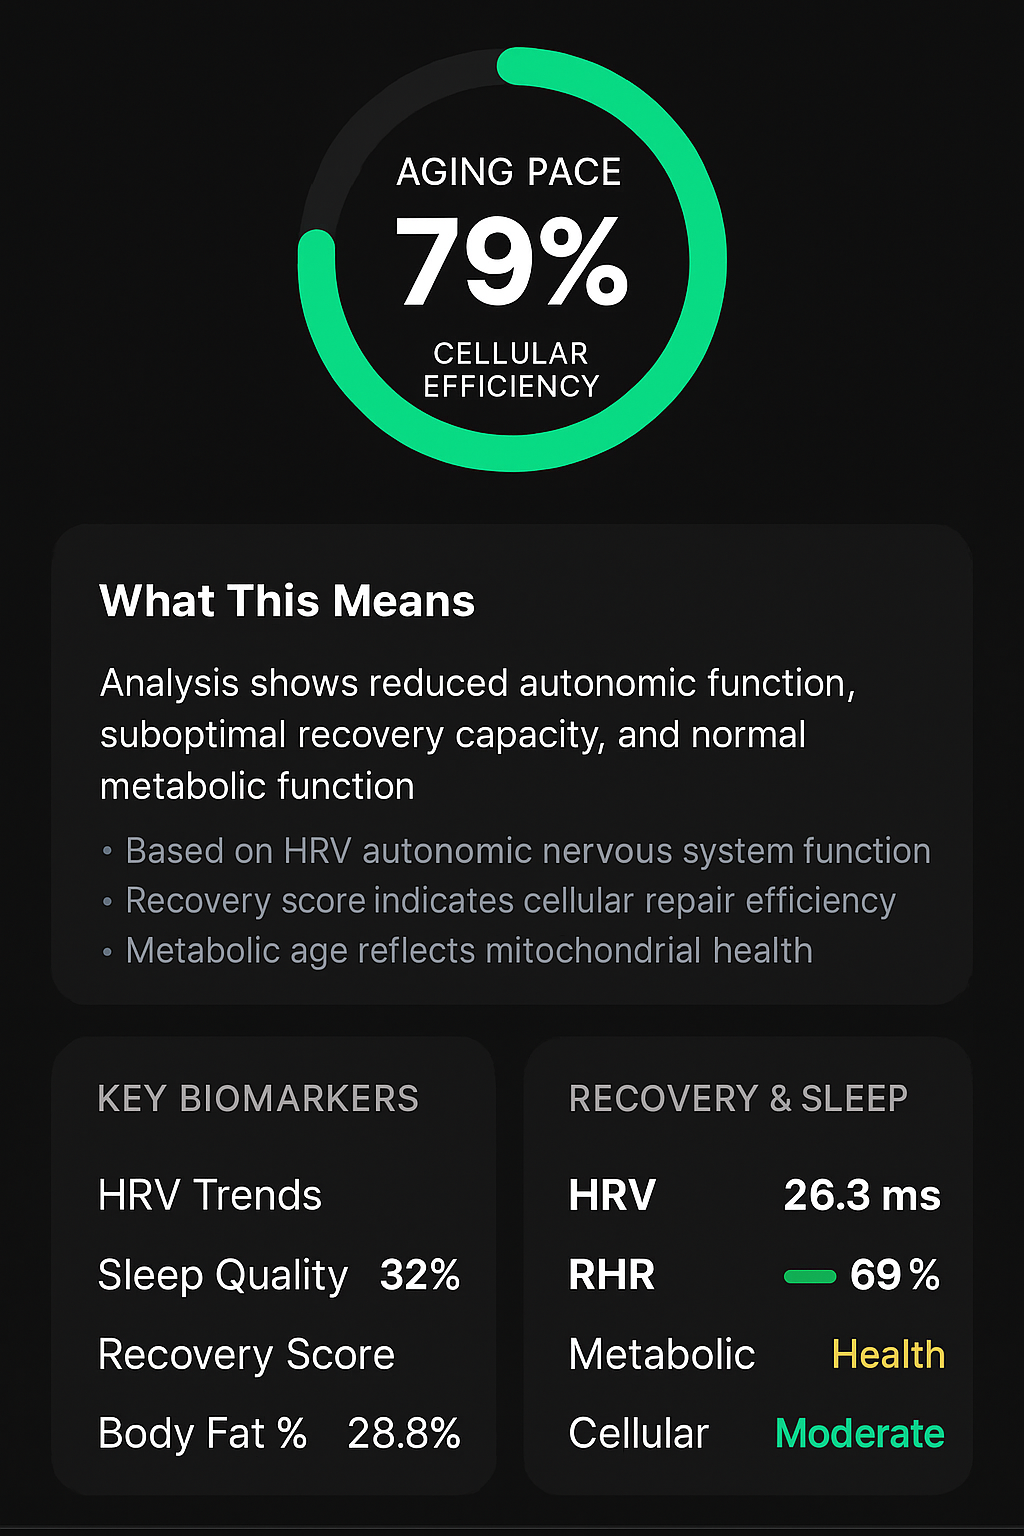 AGING PACE
79%
CELLULAR
EFFICIENCY
What This Means
Analysis shows reduced autonomic function,
suboptimal recovery capacity, and normal
metabolic function
• Based on HRV autonomic nervous system function
• Recovery score indicates cellular repair efficiency
• Metabolic age reflects mitochondrial health
KEY BIOMARKERS
HRV Trends
Sleep Quality 32%
Recovery Score
Body Fat % 28.8%
RECOVERY & SLEEP
HRV 26.3 ms
RHR 69 %
Metabolic Health
Cellular Moderate